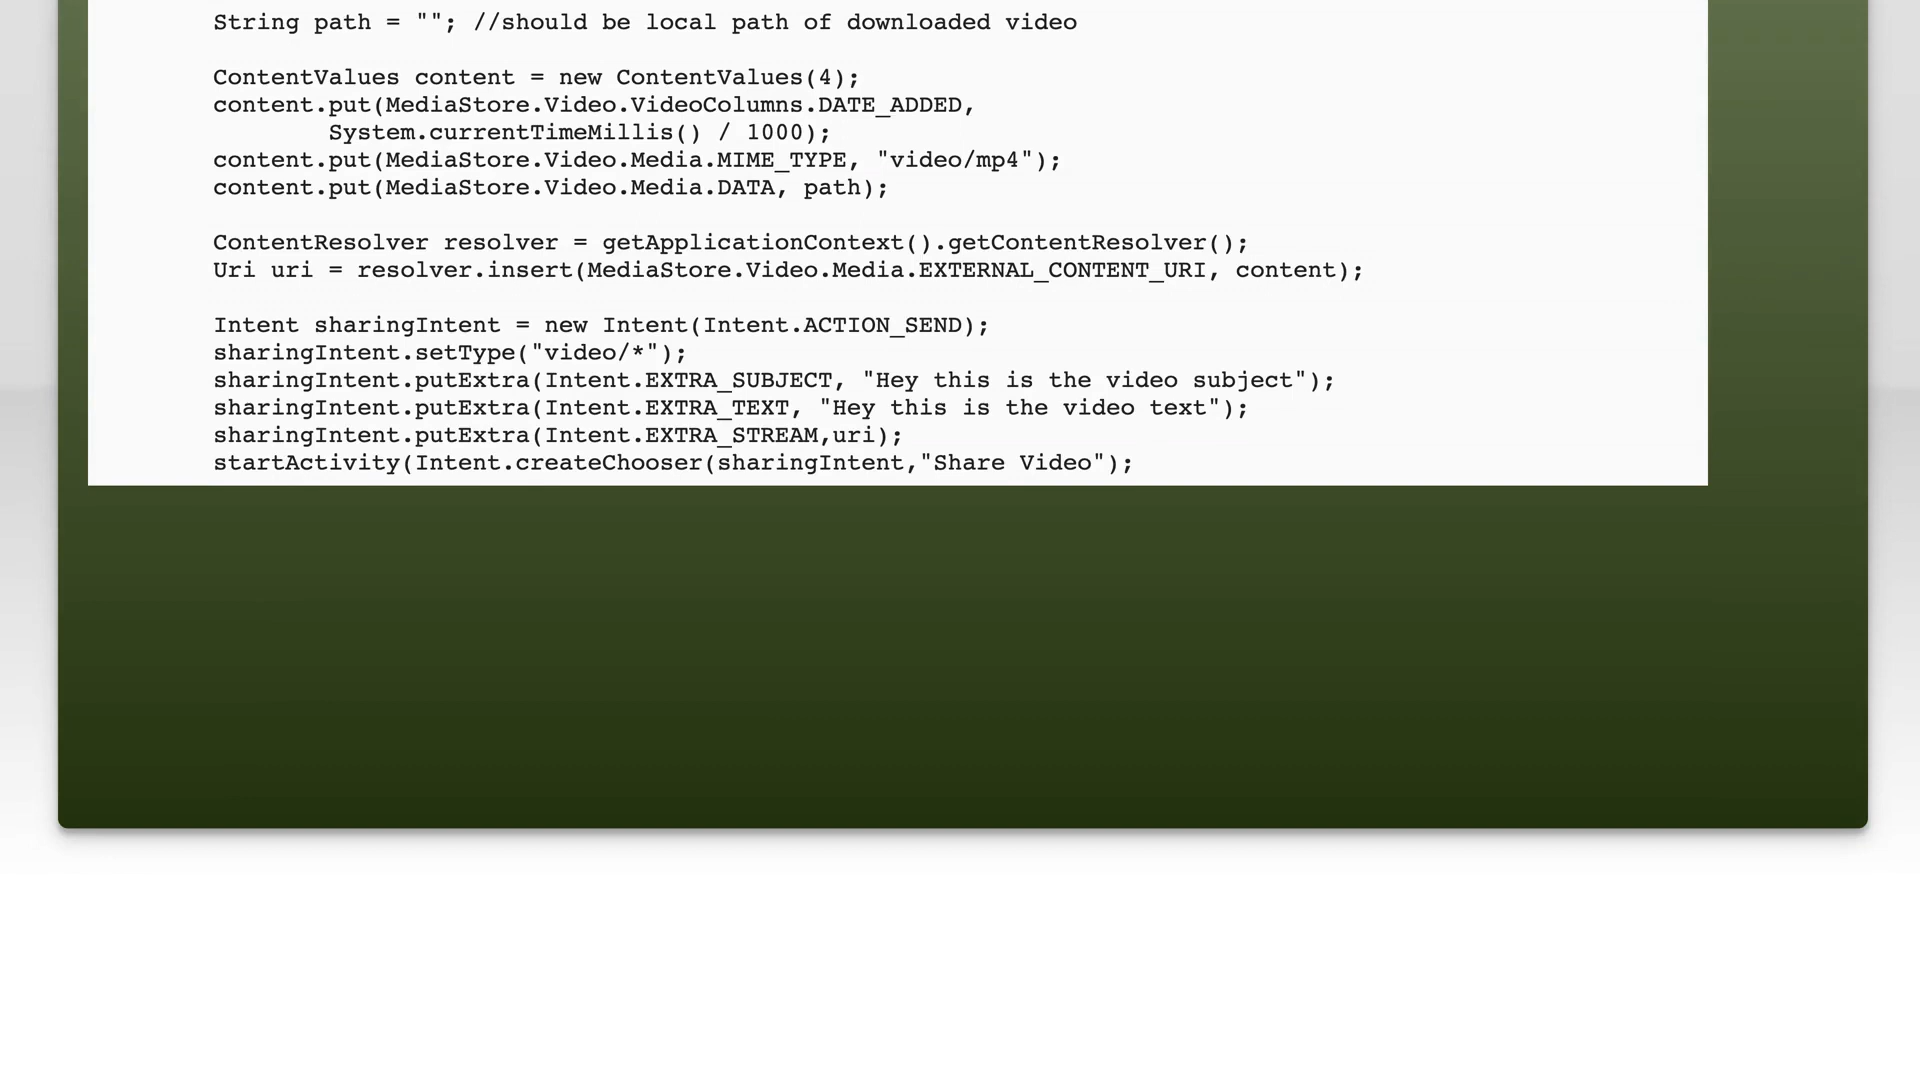 String path = ""; //should be local path of downloaded video
ContentValues content = new ContentValues(4);
content.put(MediaStore.Video.VideoColumns.DATE_ADDED,
System.currentTimeMillis() / 1000);
content.put(MediaStore.Video.Media.MIME_TYPE, "video/mp4");
content.put(MediaStore.Video.Media.DATA, path);
ContentResolver resolver = getApplicationContext().getContentResolver();
Uri uri = resolver.insert(MediaStore.Video.Media.EXTERNAL_CONTENT_URI, content);
Intent sharingIntent = new Intent(Intent.ACTION_SEND);
sharingIntent.setType("video/*");
sharingIntent.putExtra(Intent.EXTRA_SUBJECT, "Hey this is the video subject");
sharingIntent.putExtra(Intent.EXTRA_TEXT, "Hey this is the video text");
sharingIntent.putExtra(Intent.EXTRA_STREAM,uri);
startActivity(Intent.createChooser(sharingIntent,"Share Video");